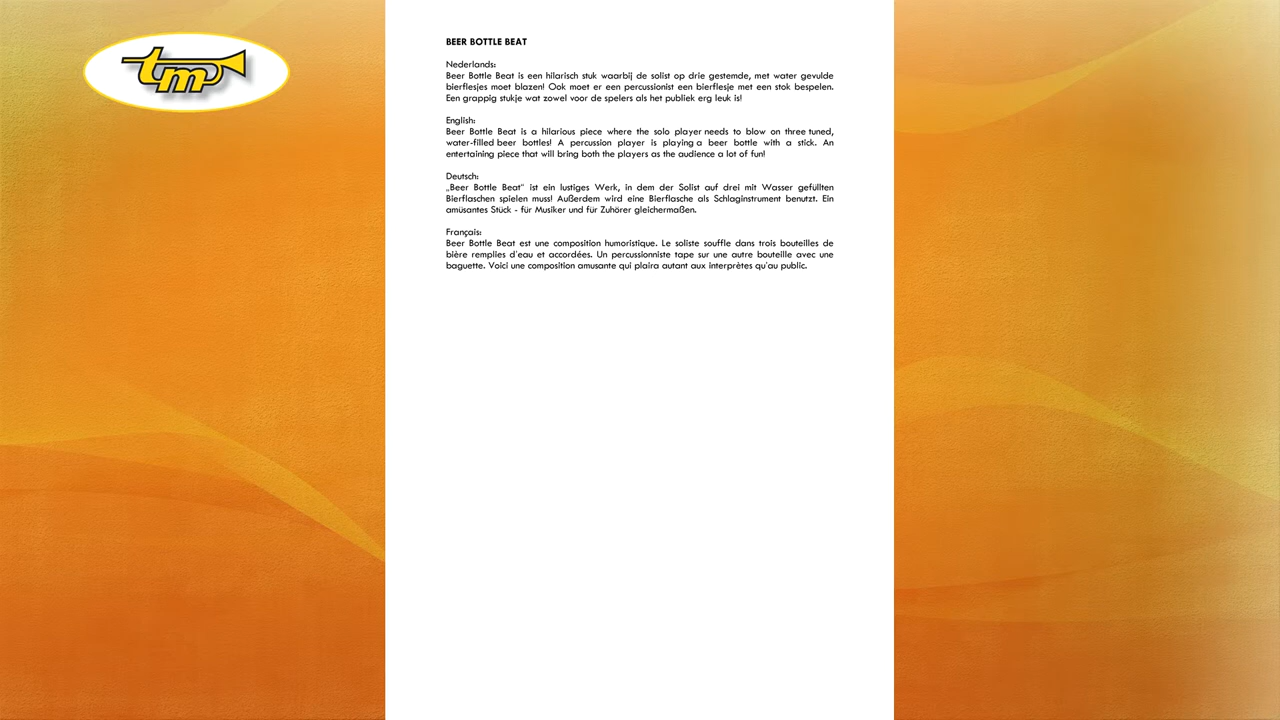 tm
BEER BOTTLE BEAT
Nederlands:
Beer Bottle Beat is een hilarisch stuk waarbij de solist op drie gestemde, met water gevulde
bierflesjes moet blazen! Ook moet er een percussionist een bierflesje met een stok bespelen.
Een grappig stukje wat zowel voor de spelers als het publiek erg leuk is!
English:
Beer Bottle Beat is a hilarious piece where the solo player needs to blow on three tuned,
water-filled beer bottles! A percussion player is playing a beer bottle with a stick. An
entertaining piece that will bring both the players as the audience a lot of fun!
Deutsch:
„Beer Bottle Beat“ ist ein lustiges Werk, in dem der Solist auf drei mit Wasser gefüllten
Bierflaschen spielen muss! Außerdem wird eine Bierflasche als Schlaginstrument benutzt. Ein
amüsantes Stück - für Musiker und für Zuhörer gleichermaßen.
Français:
Beer Bottle Beat est une composition humoristique. Le soliste souffle dans trois bouteilles de
bière remplies d'eau et accordées. Un percussionniste tape sur une autre bouteille avec une
baguette. Voici une composition amusante qui plaira autant aux interprètes qu'au public.